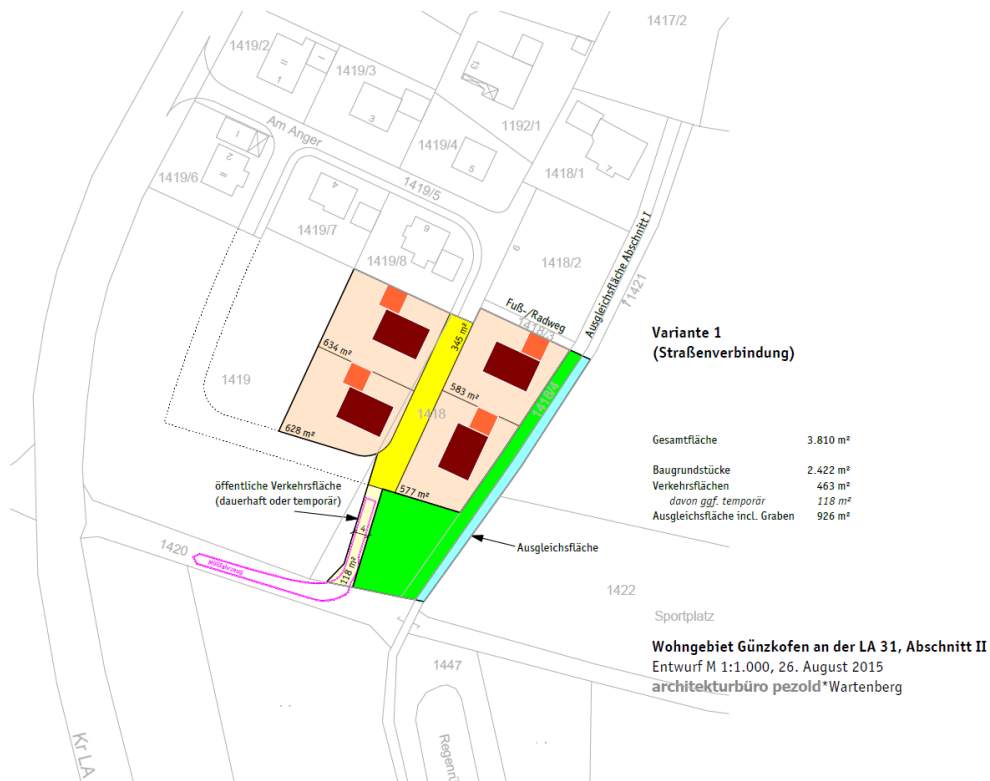 1417/2
1419/2
1419/3
1
13
3
1192/1
Am Anger
1419/4
5
1418/1
7
2
1419/6
4
1419/5
1419/7
6
1419/8
6
1418/2
Ausgleichsfläche Abschnitt I
1421
Fuß-/Radweg
1418/3
345 m²
634 m²
583 m²
1418/4
1419
1418
628 m²
577 m²
öffentliche Verkehrsfläche
(dauerhaft oder temporär)
4
118 m²
1420
Müllfahrzeug
Ausgleichsfläche
1422
Sportplatz
1447
Kr LA
Regenrü
Variante 1
(Straßenverbindung)
Gesamtfläche 3.810 m²
Baugrundstücke 2.422 m²
Verkehrsflächen 463 m²
davon ggf. temporär 118 m²
Ausgleichsfläche incl. Graben 926 m²
Wohngebiet Günzkofen an der LA 31, Abschnitt II
Entwurf M 1:1.000, 26. August 2015
architekturbüro pezold*Wartenberg